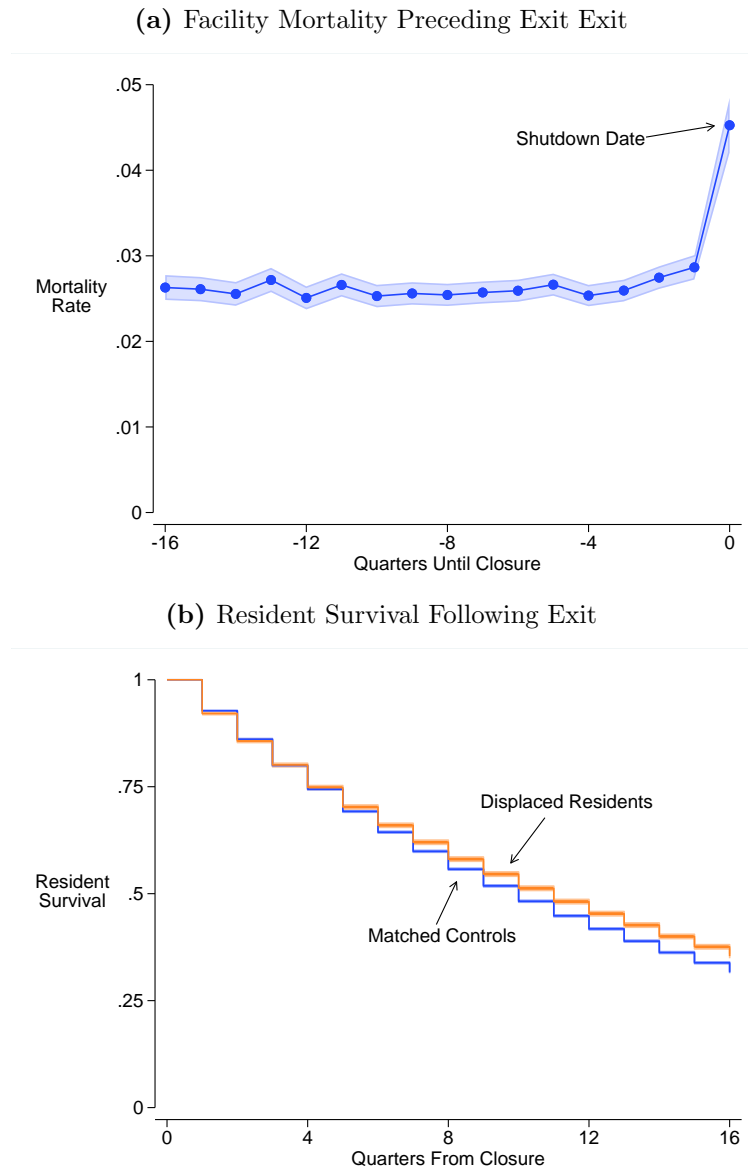 (a) Facility Mortality Preceding Exit Exit
.05
Shutdown Date
.04
.03
Mortality
Rate
.02
.01
0
-16 -12 -8 -4 0
Quarters Until Closure
(b) Resident Survival Following Exit
1
.75
Displaced Residents
Resident
Survival
.5
Matched Controls
.25
0
0 4 8 12 16
Quarters From Closure